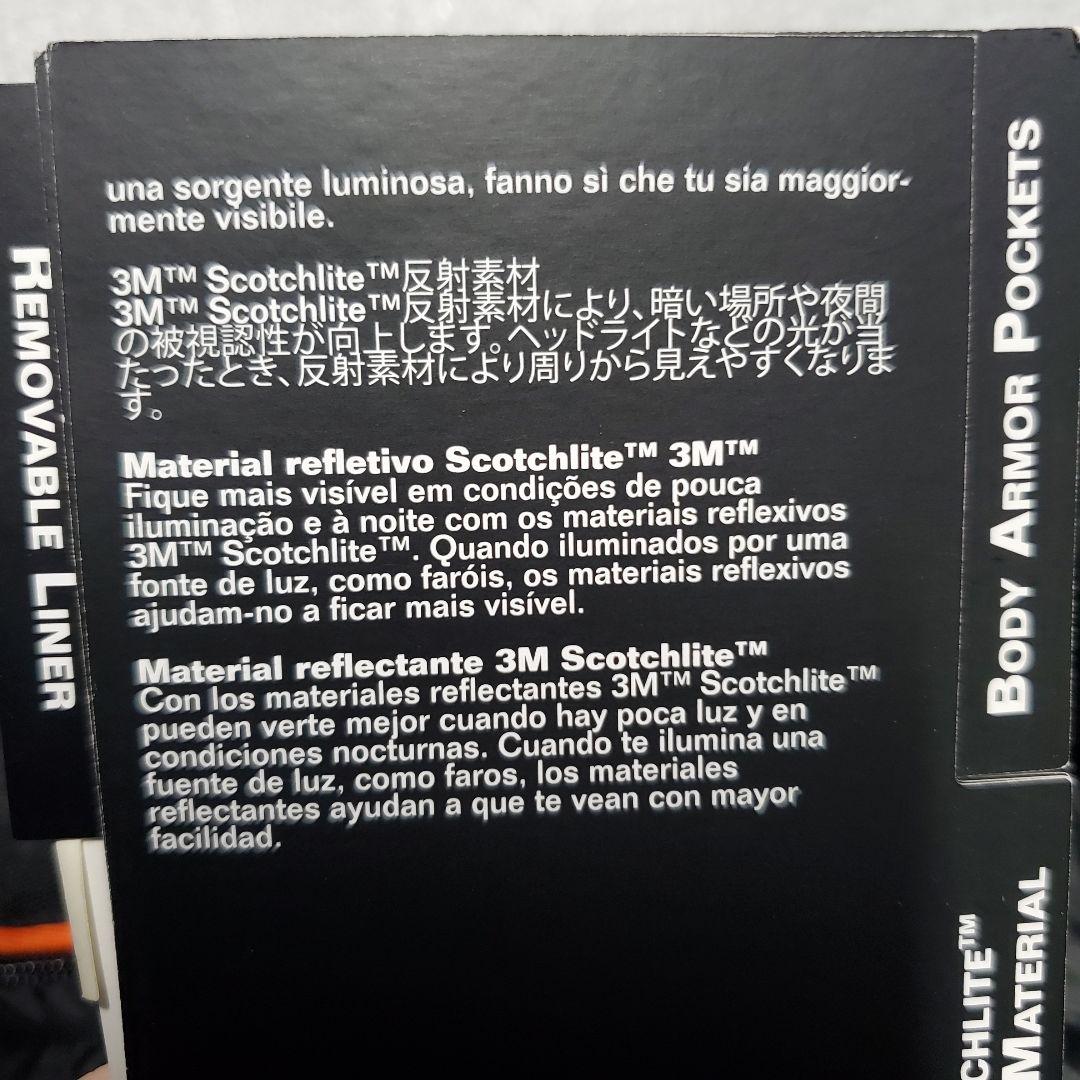 una sorgente luminosa, fanno sì che tu sia maggior-
mente visibile.
3M™ Scotchlite™反射素材
3M™ Scotchlite™反射素材により、暗い場所や夜間
の被視認性が向上します。ヘッドライトなどの光が当
たったとき、反射素材により周りから見えやすくなりま
す。
Material refletivo Scotchlite™ 3M™
Fique mais visível em condições de pouca
iluminação e à noite com os materiais reflexivos
3M™ Scotchlite™. Quando iluminados por uma
fonte de luz, como faróis, os materiais reflexivos
ajudam-no a ficar mais visível.
Material reflectante 3M Scotchlite™
Con los materiales reflectantes 3M™ Scotchlite™
pueden verte mejor cuando hay poca luz y en
condiciones nocturnas. Cuando te ilumina una
fuente de luz, como faros, los materiales
reflectantes ayudan a que te vean con mayor
facilidad.
REMOVABLE LINER
BODY ARMOR POCKETS
CHLITE™
MATERIAL